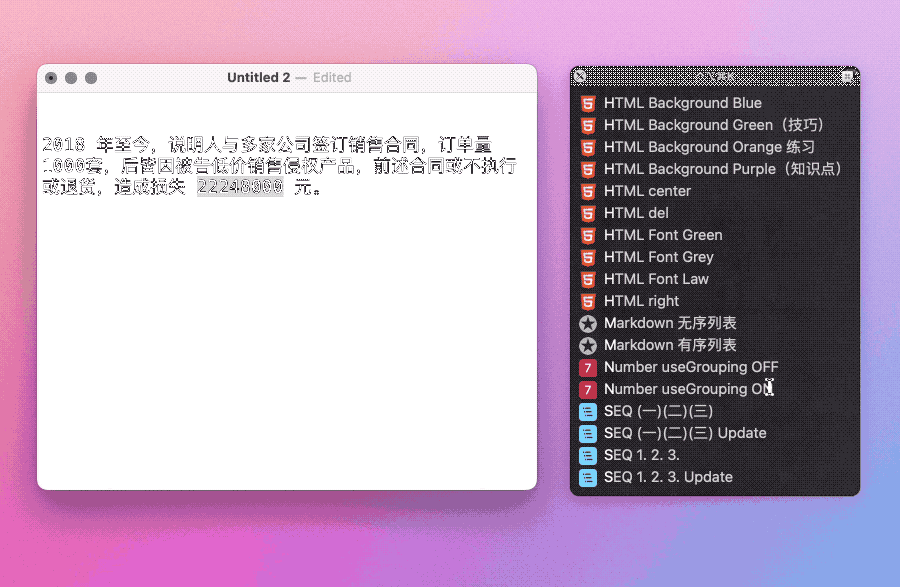 Untitled 2 — Edited
2018 年至今，说明人与多家公司签订销售合同，订单量
1000套，后皆因被告低价销售侵权产品，前述合同或不执行
或退货，造成损失 22248000 元。
HTML Background Blue
HTML Background Green（技巧）
HTML Background Orange 练习
HTML Background Purple（知识点）
HTML center
HTML del
HTML Font Green
HTML Font Grey
HTML Font Law
HTML right
Markdown 无序列表
Markdown 有序列表
Number useGrouping OFF
Number useGrouping ON
SEQ (一)(二)(三)
SEQ (一)(二)(三) Update
SEQ 1. 2. 3.
SEQ 1. 2. 3. Update